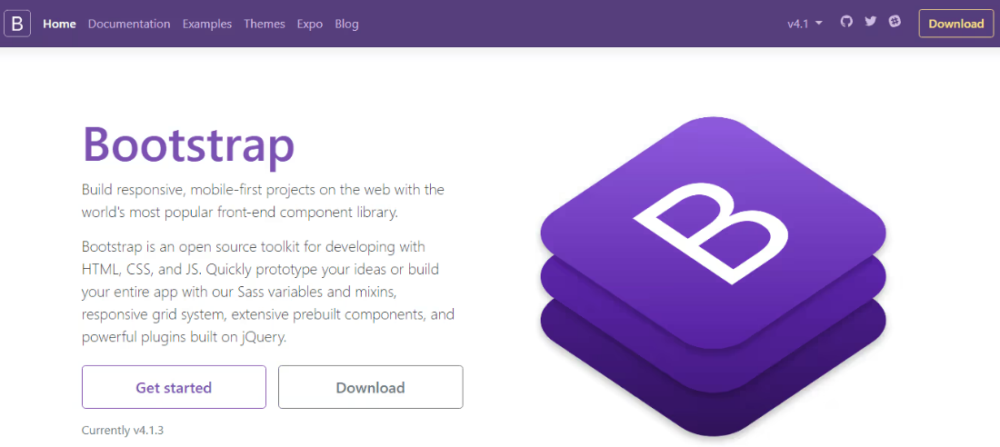 B Home Documentation Examples Themes Expo Blog v4.1 Download
Bootstrap
Build responsive, mobile-first projects on the web with the
world's most popular front-end component library.
Bootstrap is an open source toolkit for developing with
HTML, CSS, and JS. Quickly prototype your ideas or build
your entire app with our Sass variables and mixins,
responsive grid system, extensive prebuilt components, and
powerful plugins built on jQuery.
Get started Download
Currently v4.1.3
B